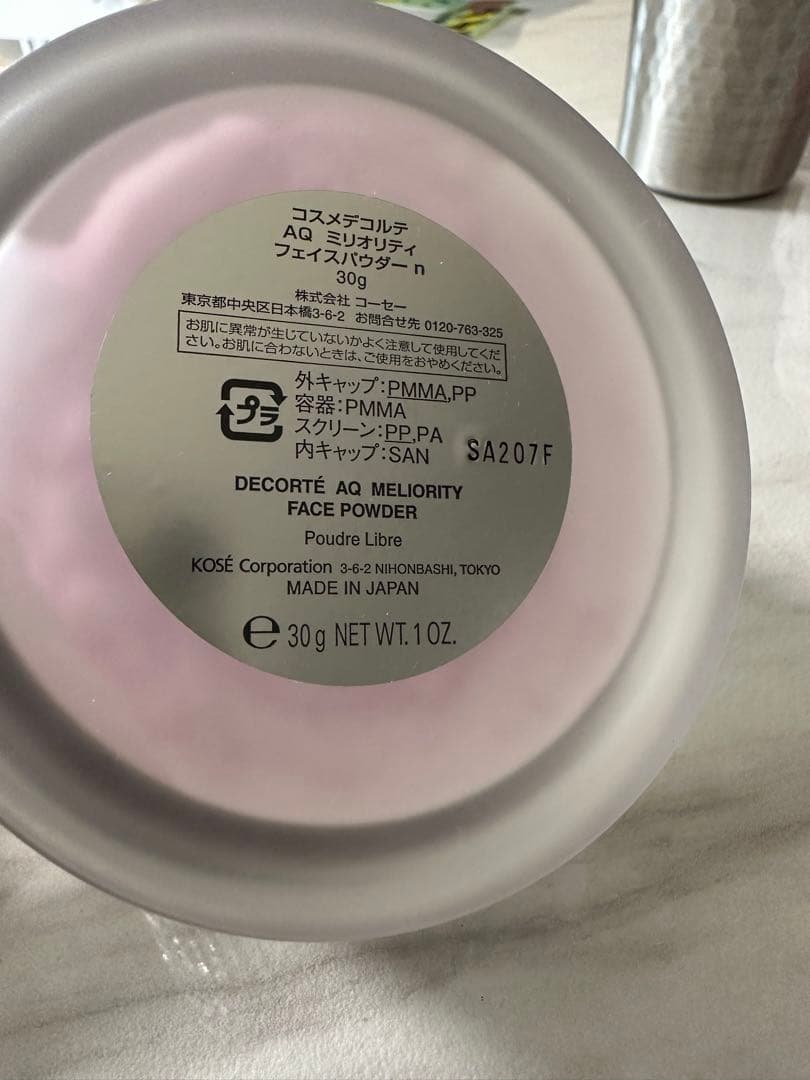 コスメデコルテ
AQ ミリオリティ
フェイスパウダー n
30g
株式会社 コーセー
東京都中央区日本橋3-6-2 お問合せ先 0120-763-325
お肌に異常が生じていないかよく注意して使用してくだ
さい。お肌に合わないときは、ご使用をおやめください。
プラ
外キャップ:PMMA,PP
容器:PMMA
スクリーン:PP,PA
内キャップ:SAN
SA207F
DECORTÉ AQ MELIORITY
FACE POWDER
Poudre Libre
KOSÉ Corporation 3-6-2 NIHONBASHI, TOKYO
MADE IN JAPAN
℮ 30g NET WT. 1 OZ.